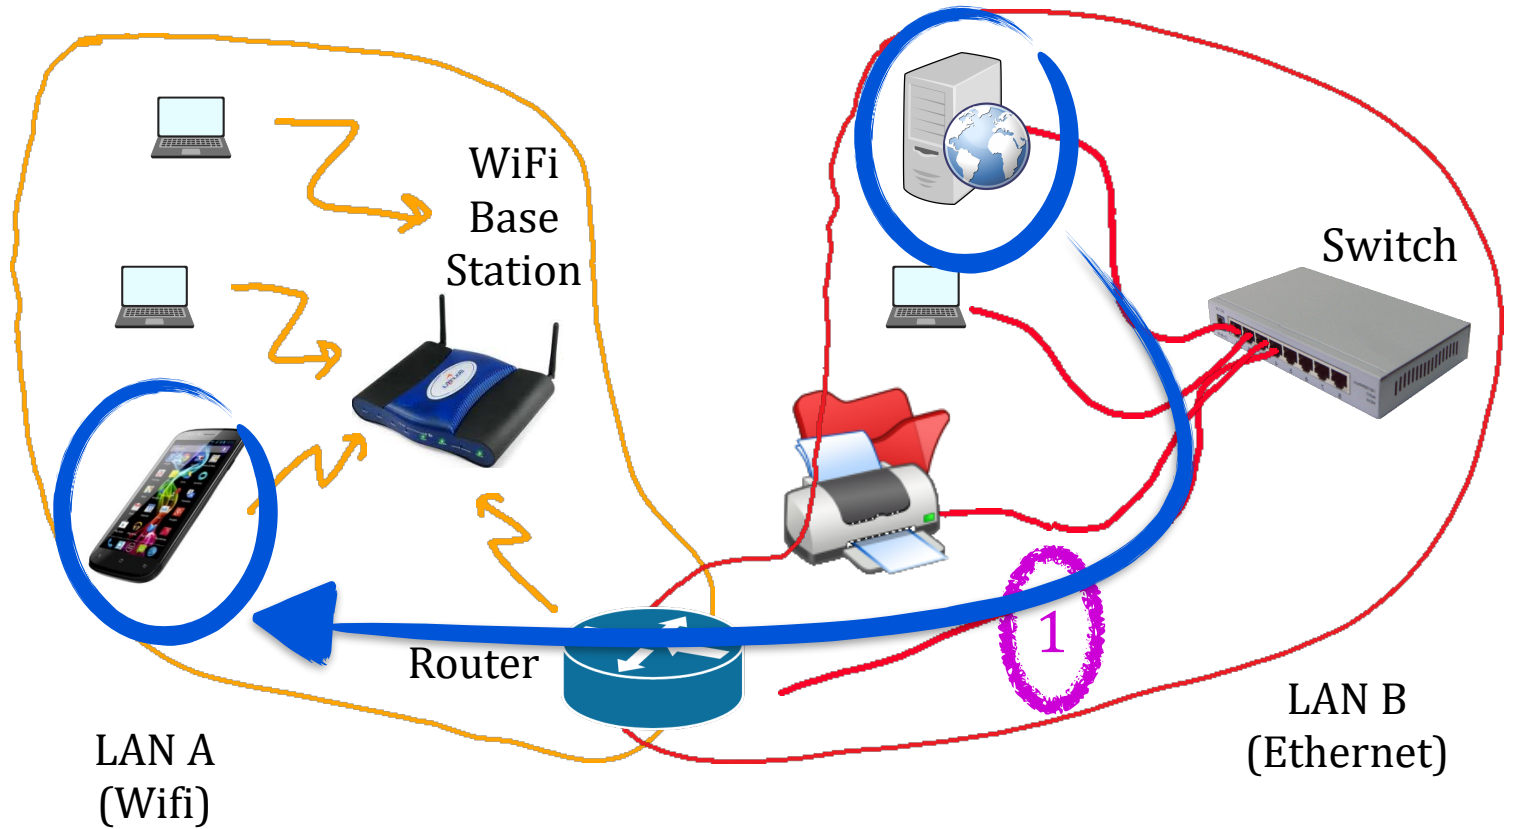 WiFi
Base
Station
Switch
Router
1
LAN A
(Wifi)
LAN B
(Ethernet)